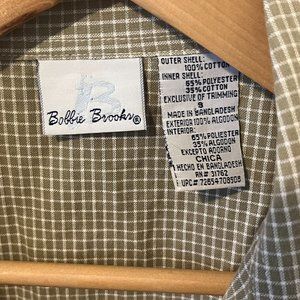 B
Bobbie Brooks®
OUTER SHELL:
100% COTTON
INNER SHELL:
65% POLYESTER
35% COTTON
EXCLUSIVE OF TRIMMING
S
MADE IN BANGLADESH
EXTERIOR 100% ALGODON
INTERIOR:
65% POLIESTER
35% ALGODON
EXCEPTO ADORNO
CHICA
HECHO EN BANGLADESH
RN# 31762